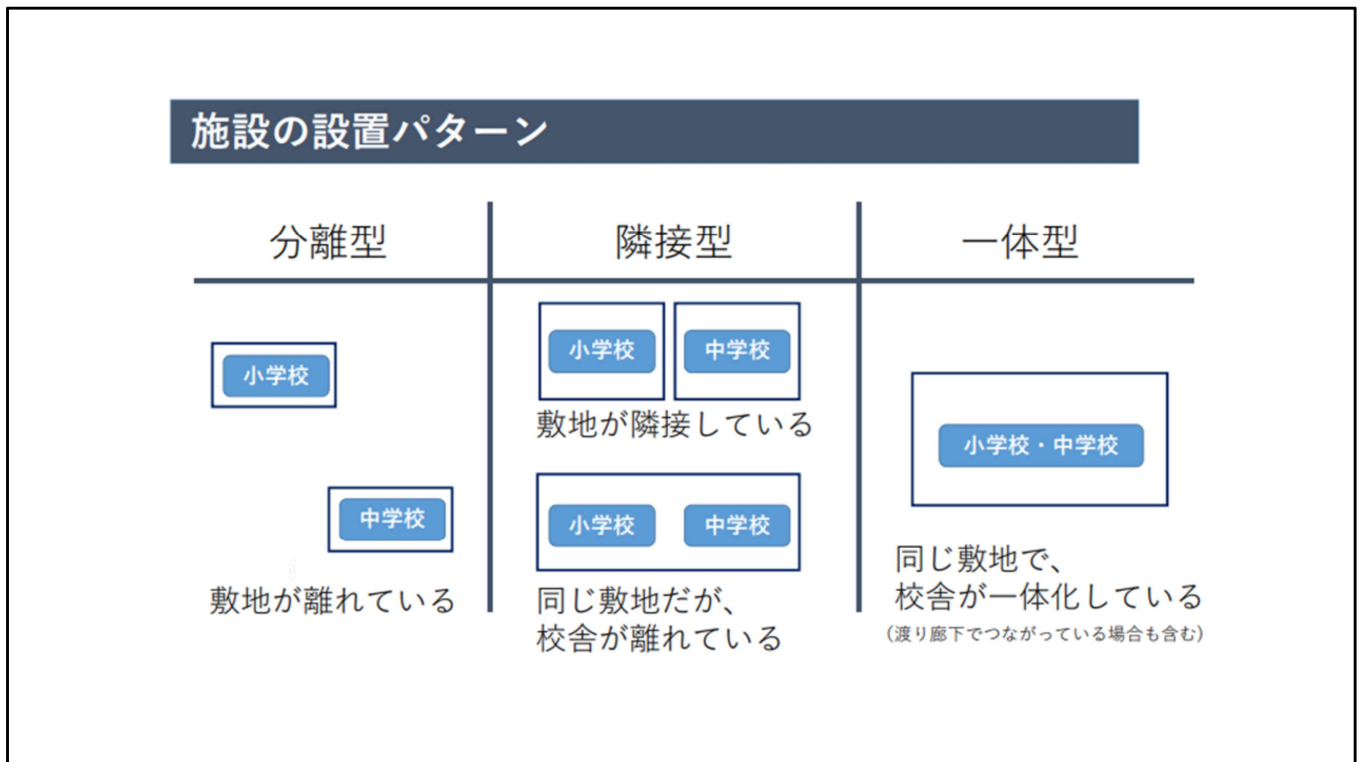 施設の設置パターン
分離型
小学校
中学校
敷地が離れている
隣接型
小学校
中学校
敷地が隣接している
小学校
中学校
同じ敷地だが、
校舎が離れている
一体型
小学校・中学校
同じ敷地で、
校舎が一体化している
(渡り廊下でつながっている場合も含む)